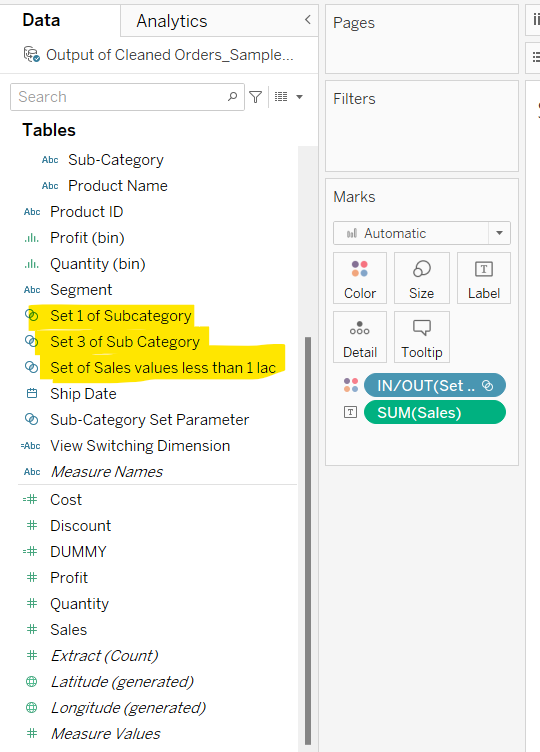 Data
Analytics
<
Output of Cleaned Orders_Sample...
Search
Tables
Abc Sub-Category
Abc Product Name
Abc Product ID
Profit (bin)
Quantity (bin)
Abc Segment
Set 1 of Subcategory
Set 3 of Sub Category
Set of Sales values less than 1 lac
Ship Date
Sub-Category Set Parameter
=Abc View Switching Dimension
Abc Measure Names
=# Cost
# Discount
=# DUMMY
# Profit
# Quantity
# Sales
# Extract (Count)
Latitude (generated)
Longitude (generated)
# Measure Values
Pages
Filters
Marks
Automatic
Color
Size
T
Label
Detail
Tooltip
IN/OUT(Set ..
T SUM(Sales)